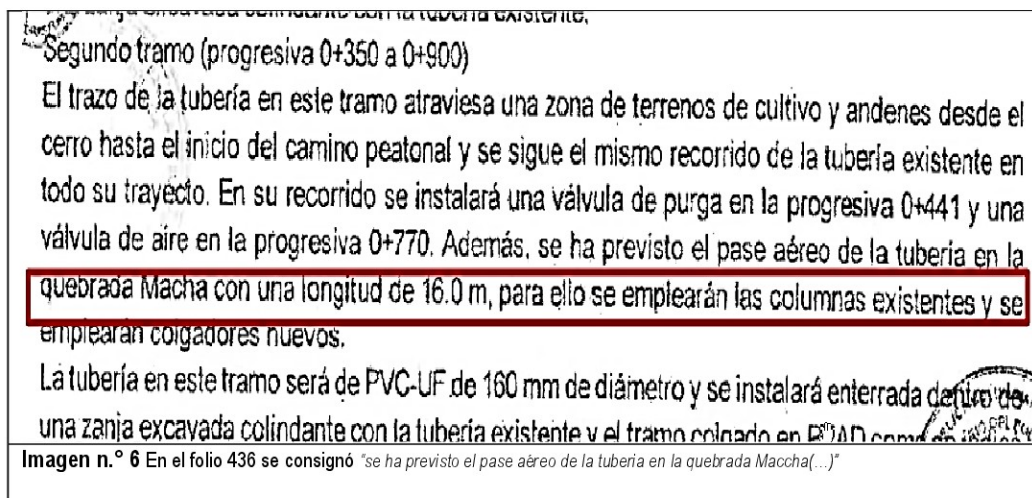 colindante con la tubería existente.
Segundo tramo (progresiva 0+350 a 0+900)
El trazo de la tubería en este tramo atraviesa una zona de terrenos de cultivo y andenes desde el
cerro hasta el inicio del camino peatonal y se sigue el mismo recorrido de la tubería existente en
todo su trayecto. En su recorrido se instalará una válvula de purga en la progresiva 0+441 y una
válvula de aire en la progresiva 0+770. Además, se ha previsto el pase aéreo de la tubería en la
quebrada Macha con una longitud de 16.0 m, para ello se emplearán las columnas existentes y se
emplearán colgadores nuevos.
La tubería en este tramo será de PVC-UF de 160 mm de diámetro y se instalará enterrada dentro de
una zanja excavada colindante con la tubería existente y el tramo colgado en
Imagen n.° 6 En el folio 436 se consignó "se ha previsto el pase aéreo de la tuberia en la quebrada Maccha(...)"